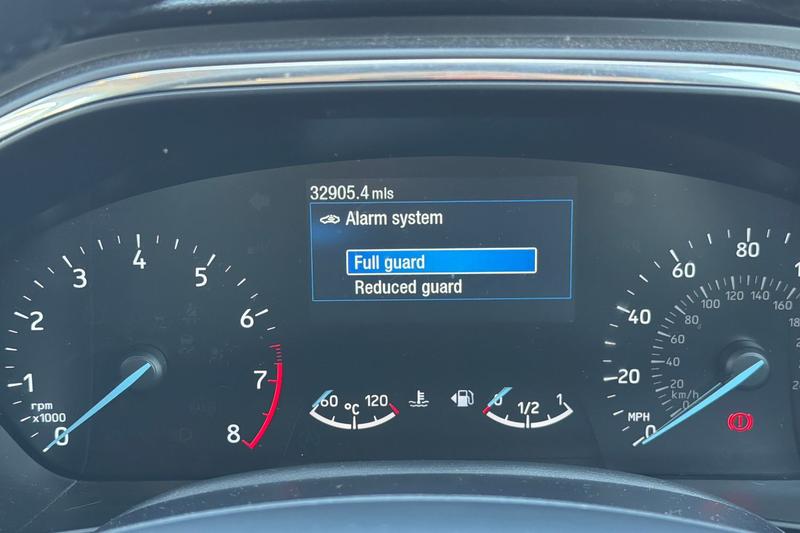 32905.4 mls
Alarm system
Full guard
Reduced guard
0 1 2 3 4 5 6 7 8
rpm
x1000
60 °C 120
0 1/2 1
0 20 40 60 80
MPH
0 20 40 60 80 100 120 140 160
km/h